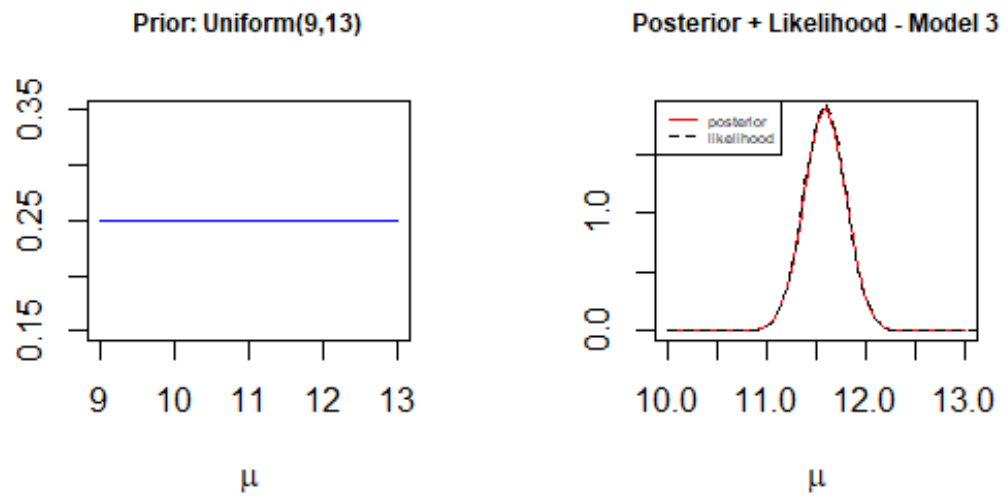 Prior: Uniform(9,13)
0.35
0.25
0.15
9 10 11 12 13
μ
Posterior + Likelihood - Model 3
posterior
likelihood
1.0
0.0
10.0 11.0 12.0 13.0
μ